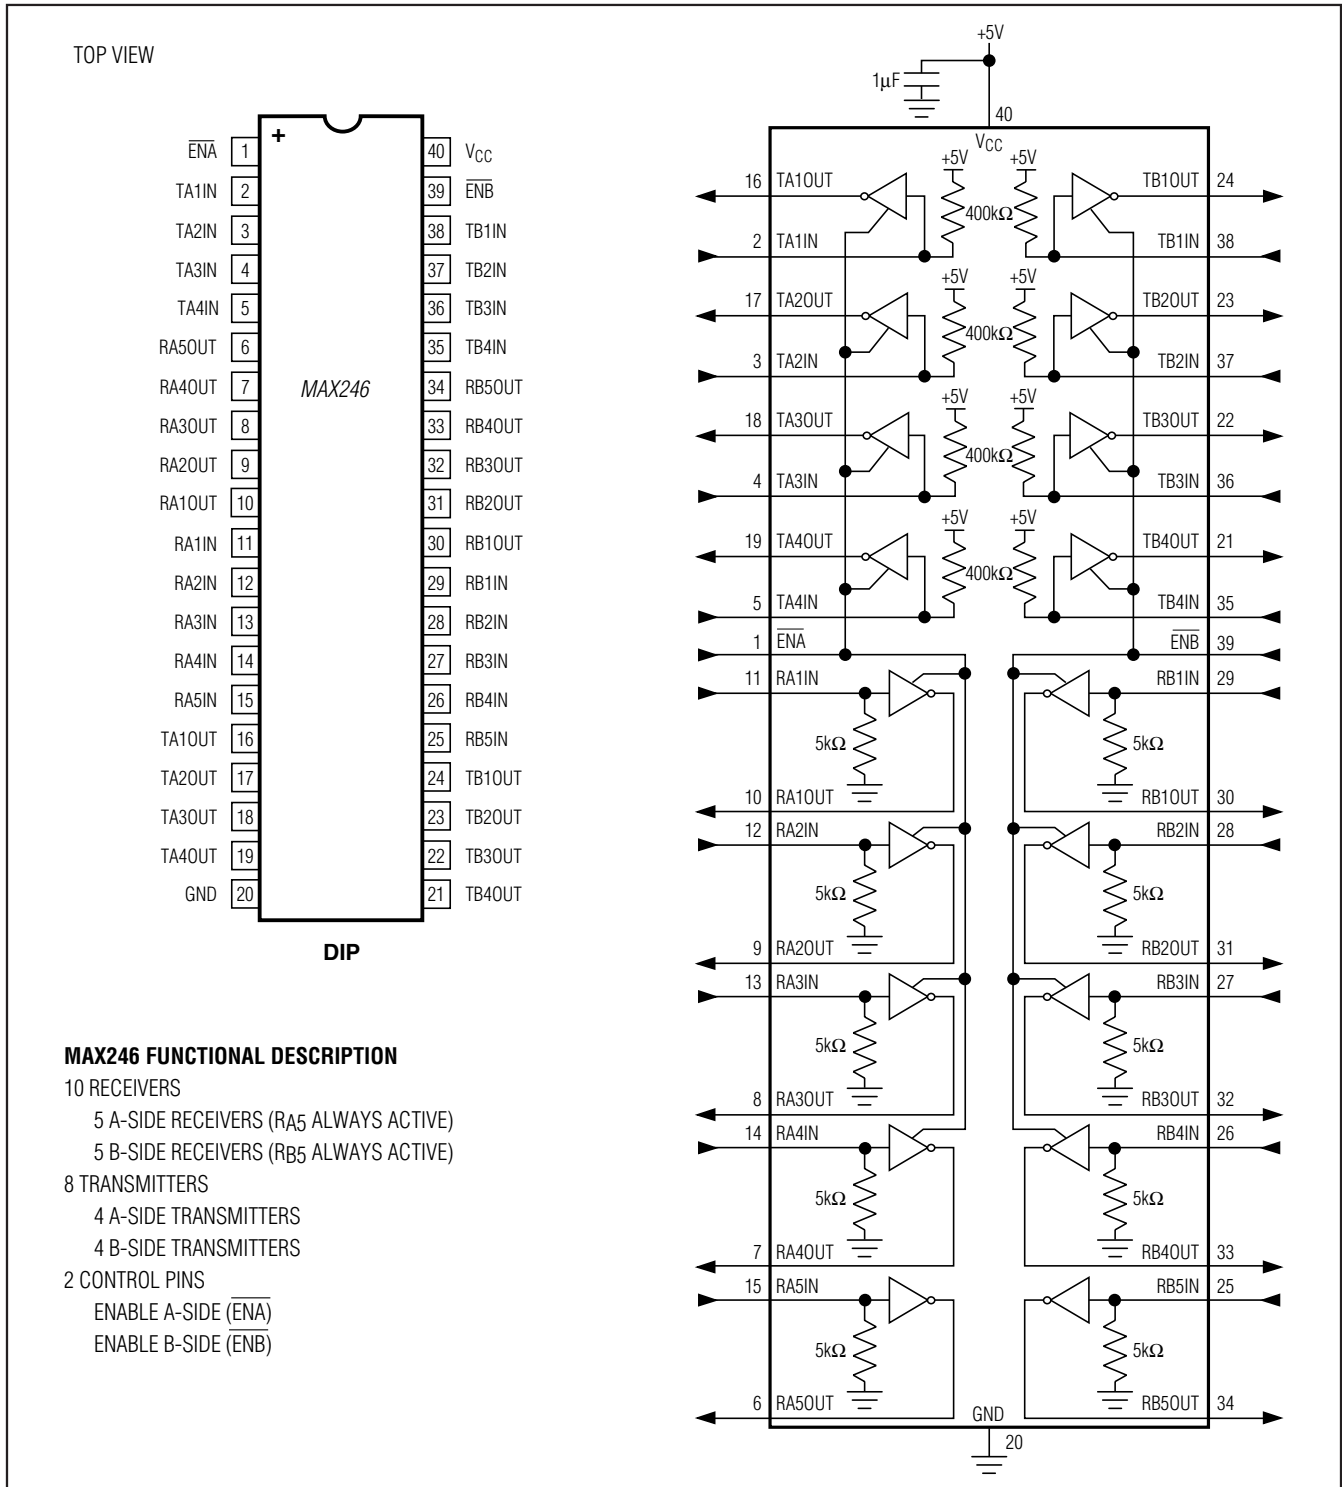 TOP VIEW
+
ENA 1
TA1IN 2
TA2IN 3
TA3IN 4
TA4IN 5
RA5OUT 6
RA4OUT 7
RA3OUT 8
RA2OUT 9
RA1OUT 10
RA1IN 11
RA2IN 12
RA3IN 13
RA4IN 14
RA5IN 15
TA1OUT 16
TA2OUT 17
TA3OUT 18
TA4OUT 19
GND 20
MAX246
40 VCC
39 ENB
38 TB1IN
37 TB2IN
36 TB3IN
35 TB4IN
34 RB5OUT
33 RB4OUT
32 RB3OUT
31 RB2OUT
30 RB1OUT
29 RB1IN
28 RB2IN
27 RB3IN
26 RB4IN
25 RB5IN
24 TB1OUT
23 TB2OUT
22 TB3OUT
21 TB4OUT
DIP
MAX246 FUNCTIONAL DESCRIPTION
10 RECEIVERS
5 A-SIDE RECEIVERS (RA5 ALWAYS ACTIVE)
5 B-SIDE RECEIVERS (RB5 ALWAYS ACTIVE)
8 TRANSMITTERS
4 A-SIDE TRANSMITTERS
4 B-SIDE TRANSMITTERS
2 CONTROL PINS
ENABLE A-SIDE (ENA)
ENABLE B-SIDE (ENB)
+5V
1μF
40
VCC
+5V +5V
16 TA1OUT TB1OUT 24
400kΩ
2 TA1IN TB1IN 38
+5V +5V
17 TA2OUT TB2OUT 23
400kΩ
3 TA2IN TB2IN 37
+5V +5V
18 TA3OUT TB3OUT 22
400kΩ
4 TA3IN TB3IN 36
+5V +5V
19 TA4OUT TB4OUT 21
400kΩ
5 TA4IN TB4IN 35
1 ENA ENB 39
11 RA1IN RB1IN 29
5kΩ 5kΩ
10 RA1OUT RB1OUT 30
12 RA2IN RB2IN 28
5kΩ 5kΩ
9 RA2OUT RB2OUT 31
13 RA3IN RB3IN 27
5kΩ 5kΩ
8 RA3OUT RB3OUT 32
14 RA4IN RB4IN 26
5kΩ 5kΩ
7 RA4OUT RB4OUT 33
15 RA5IN RB5IN 25
5kΩ 5kΩ
6 RA5OUT RB5OUT 34
GND
20